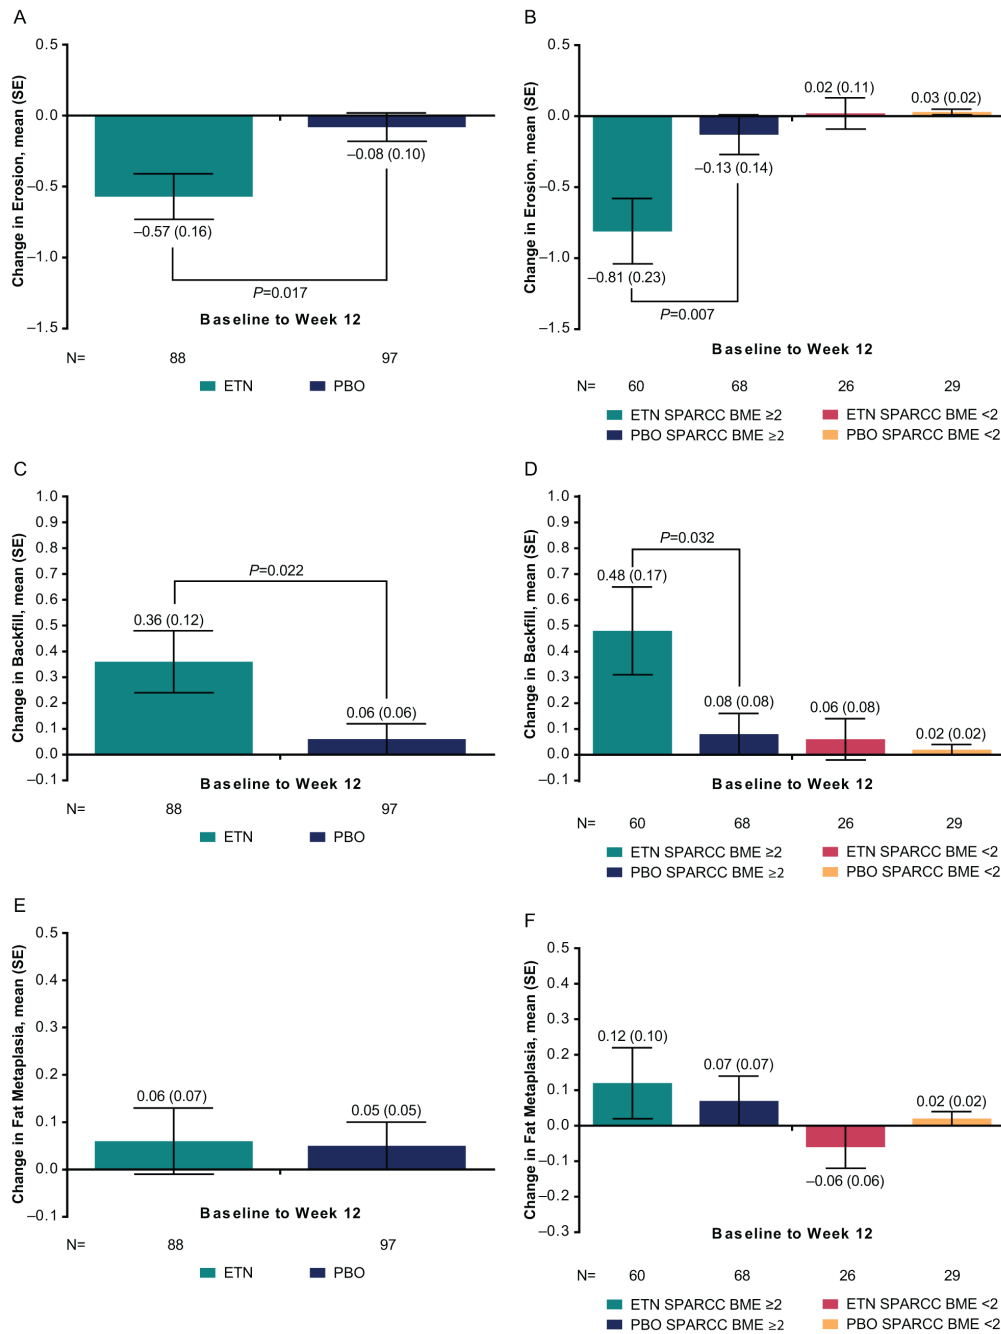 A
Change in Erosion, mean (SE)
0.5
0.0
–0.5
–1.0
–1.5
–0.57 (0.16)
–0.08 (0.10)
P=0.017
Baseline to Week 12
N= 88 97
ETN PBO
B
Change in Erosion, mean (SE)
0.5
0.0
–0.5
–1.0
–1.5
–0.81 (0.23)
–0.13 (0.14)
0.02 (0.11)
0.03 (0.02)
P=0.007
Baseline to Week 12
N= 60 68 26 29
ETN SPARCC BME ≥2 ETN SPARCC BME <2
PBO SPARCC BME ≥2 PBO SPARCC BME <2
C
Change in Backfill, mean (SE)
1.0
0.9
0.8
0.7
0.6
0.5
0.4
0.3
0.2
0.1
0.0
–0.1
P=0.022
0.36 (0.12)
0.06 (0.06)
Baseline to Week 12
N= 88 97
ETN PBO
D
Change in Backfill, mean (SE)
1.0
0.9
0.8
0.7
0.6
0.5
0.4
0.3
0.2
0.1
0.0
–0.1
P=0.032
0.48 (0.17)
0.08 (0.08)
0.06 (0.08)
0.02 (0.02)
Baseline to Week 12
N= 60 68 26 29
ETN SPARCC BME ≥2 ETN SPARCC BME <2
PBO SPARCC BME ≥2 PBO SPARCC BME <2
E
Change in Fat Metaplasia, mean (SE)
0.5
0.4
0.3
0.2
0.1
0.0
–0.1
0.06 (0.07)
0.05 (0.05)
Baseline to Week 12
N= 88 97
ETN PBO
F
Change in Fat Metaplasia, mean (SE)
0.5
0.4
0.3
0.2
0.1
0.0
–0.1
–0.2
–0.3
0.12 (0.10)
0.07 (0.07)
–0.06 (0.06)
0.02 (0.02)
Baseline to Week 12
N= 60 68 26 29
ETN SPARCC BME ≥2 ETN SPARCC BME <2
PBO SPARCC BME ≥2 PBO SPARCC BME <2